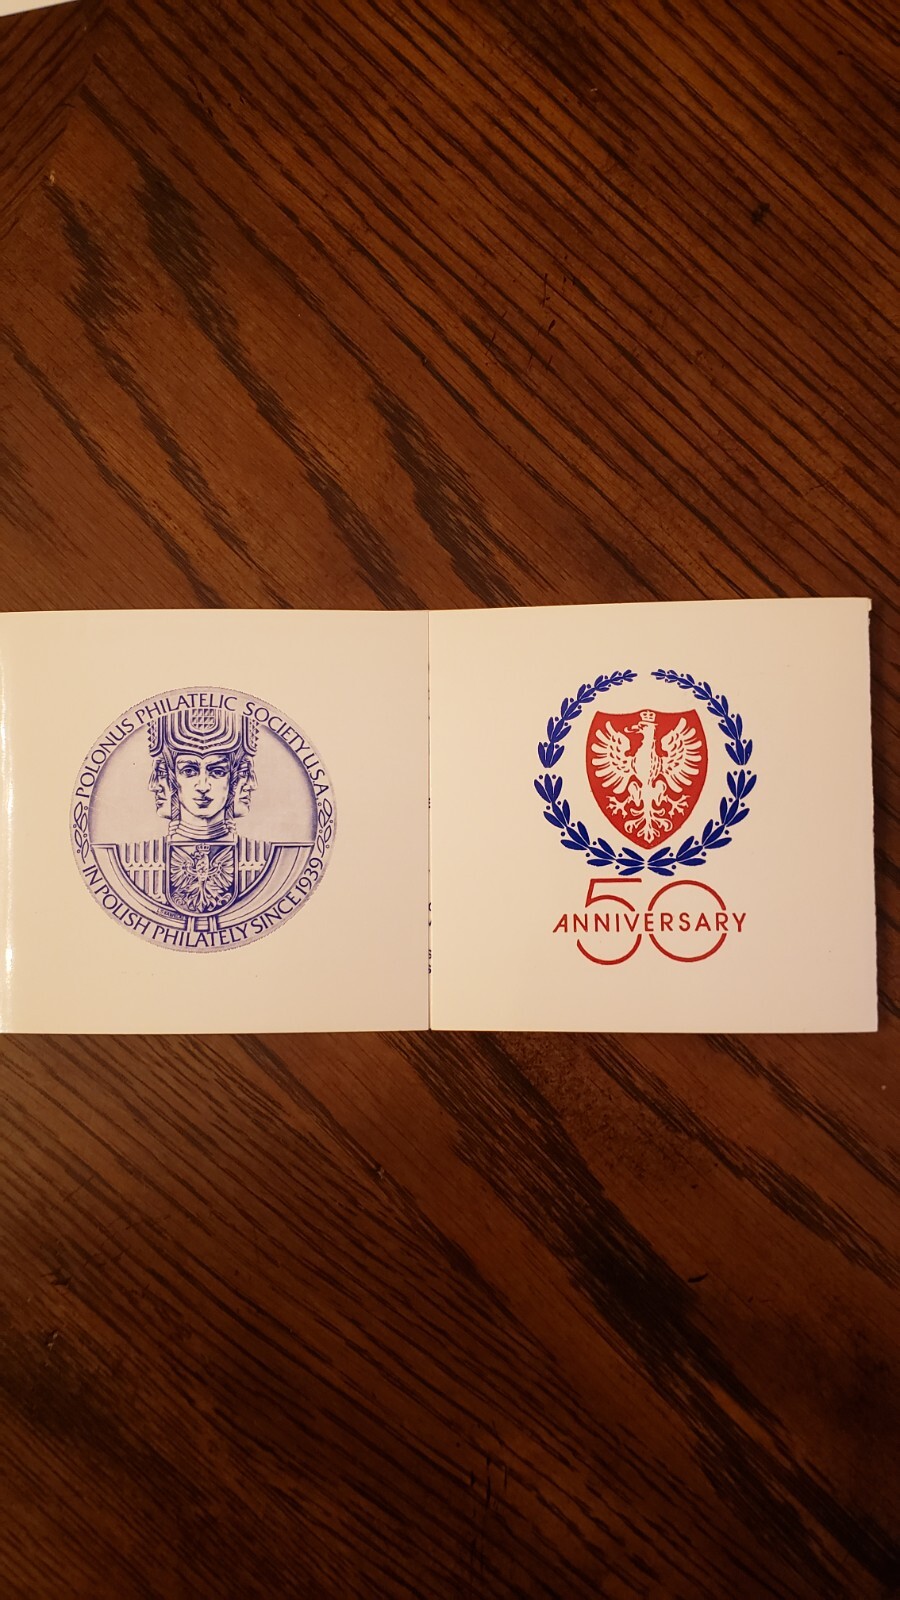 POLONUS PHILATELIC SOCIETY U.S.A.
IN POLISH PHILATELY SINCE 1939
50
ANNIVERSARY